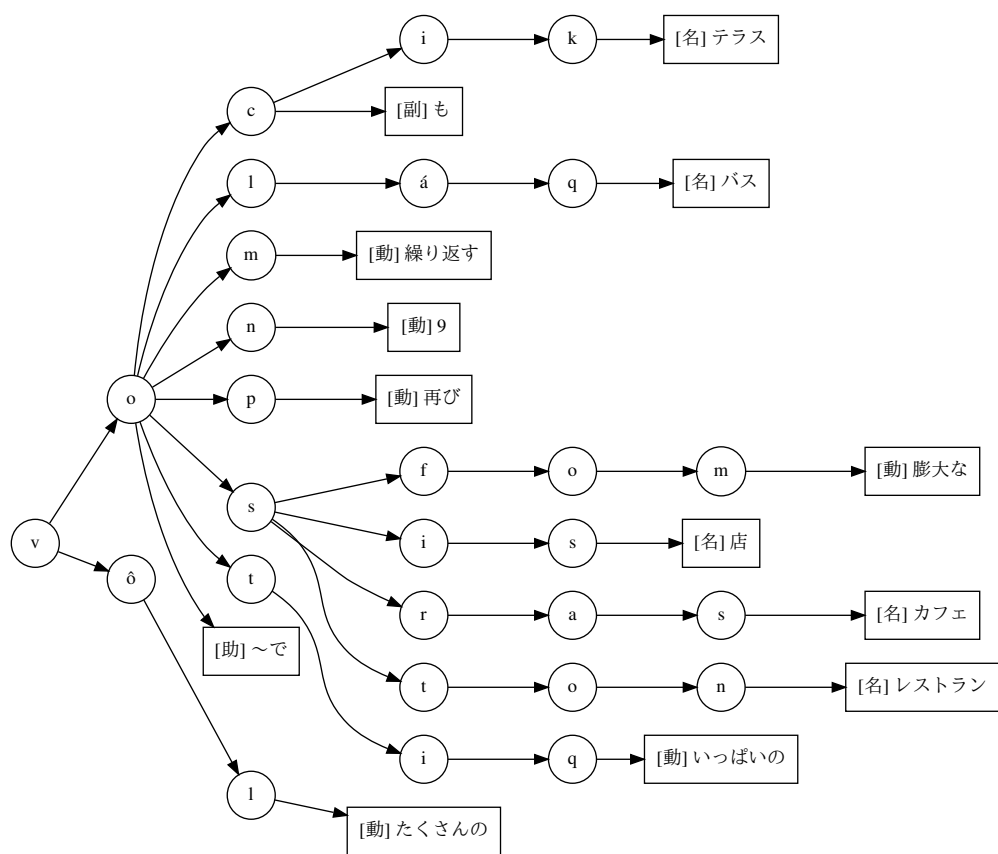 i
k
[名] テラス
c
[副] も
l
á
q
[名] バス
m
[動] 繰り返す
n
[動] 9
o
p
[動] 再び
f
o
m
[動] 膨大な
s
v
i
s
[名] 店
ô
t
r
a
s
[名] カフェ
[助] 〜で
t
o
n
[名] レストラン
i
q
[動] いっぱいの
l
[動] たくさんの